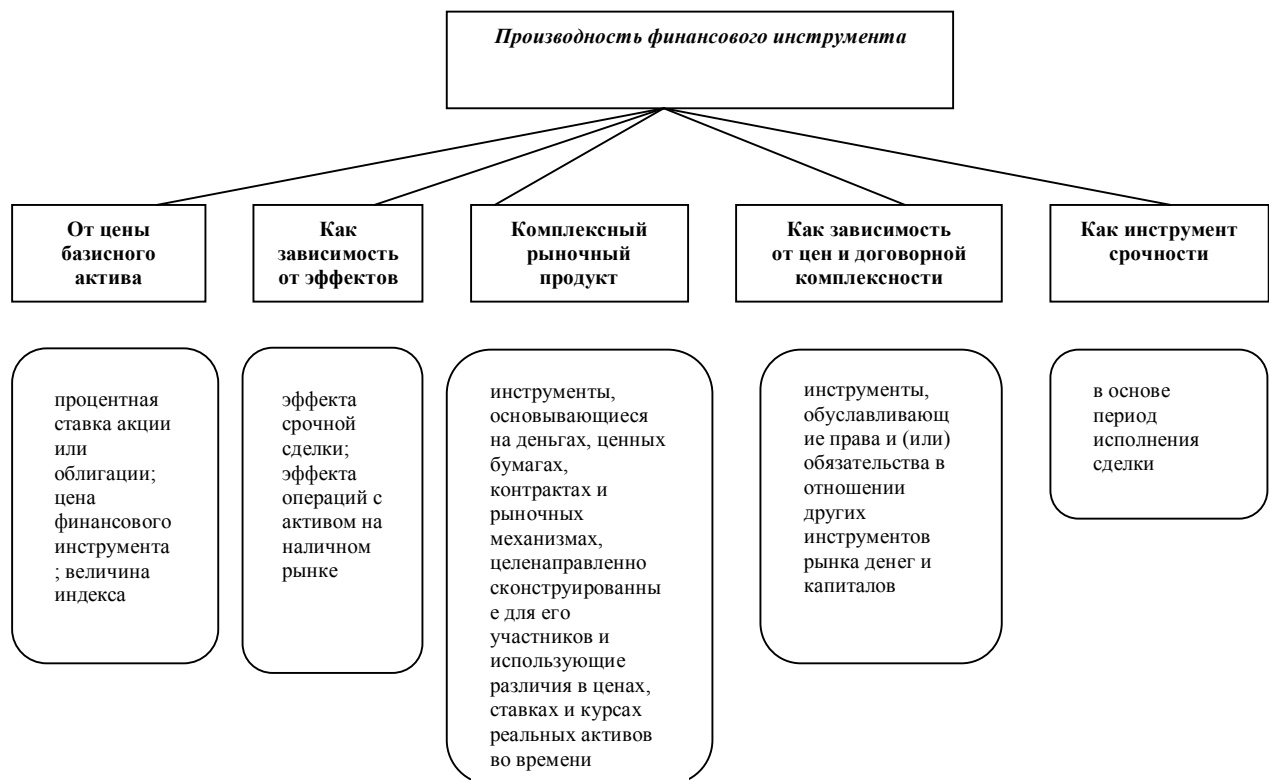 Производность финансового инструмента
От цены
базисного
актива
Как
зависимость
от эффектов
Комплексный
рыночный
продукт
Как зависимость
от цен и договорной
комплексности
Как инструмент
срочности
процентная
ставка акции
или
облигации;
цена
финансового
инструмента
; величина
индекса
эффекта
срочной
сделки;
эффекта
операций с
активом на
наличном
рынке
инструменты,
основывающиеся
на деньгах, ценных
бумагах,
контрактах и
рыночных
механизмах,
целенаправленно
сконструированны
е для его
участников и
использующие
различия в ценах,
ставках и курсах
реальных активов
во времени
инструменты,
обуславливающ
ие права и (или)
обязательства в
отношении
других
инструментов
рынка денег и
капиталов
в основе
период
исполнения
сделки